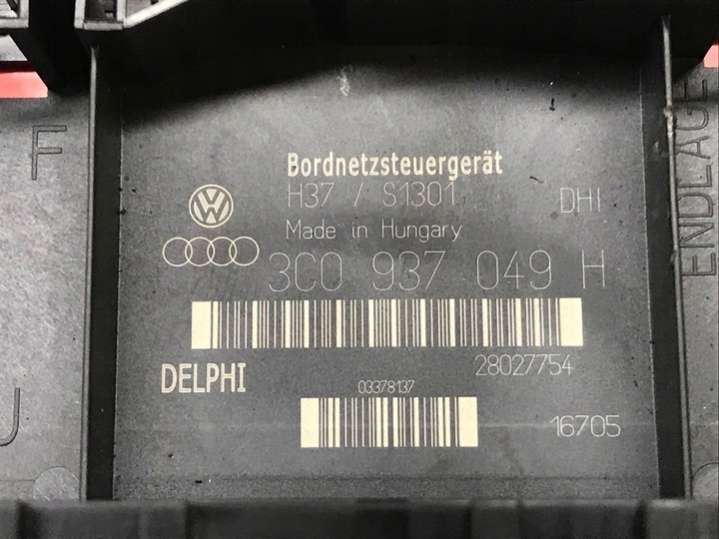 F
Bordnetzsteuergerät
H37 / S1301
DHI
Made in Hungary
3C0 937 049 H
28027754
DELPHI
03378137
16705
ENDLAGE